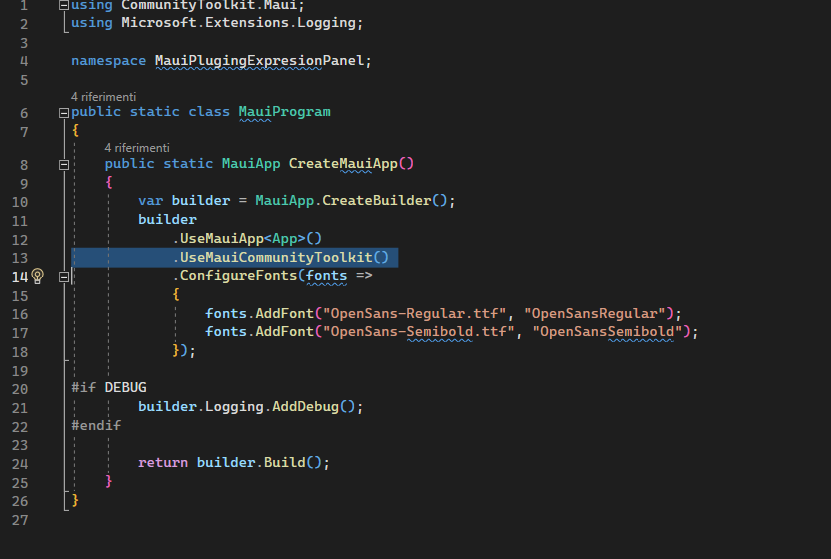 1 using CommunityToolkit.Maui;
2 using Microsoft.Extensions.Logging;
3
4 namespace MauiPlugingExpresionPanel;
5
4 riferimenti
6 public static class MauiProgram
7 {
4 riferimenti
8 public static MauiApp CreateMauiApp()
9 {
10 var builder = MauiApp.CreateBuilder();
11 builder
12 .UseMauiApp<App>()
13 .UseMauiCommunityToolkit()
14 .ConfigureFonts(fonts =>
15 {
16 fonts.AddFont("OpenSans-Regular.ttf", "OpenSansRegular");
17 fonts.AddFont("OpenSans-Semibold.ttf", "OpenSansSemibold");
18 });
19
20 #if DEBUG
21 builder.Logging.AddDebug();
22 #endif
23
24 return builder.Build();
25 }
26 }
27